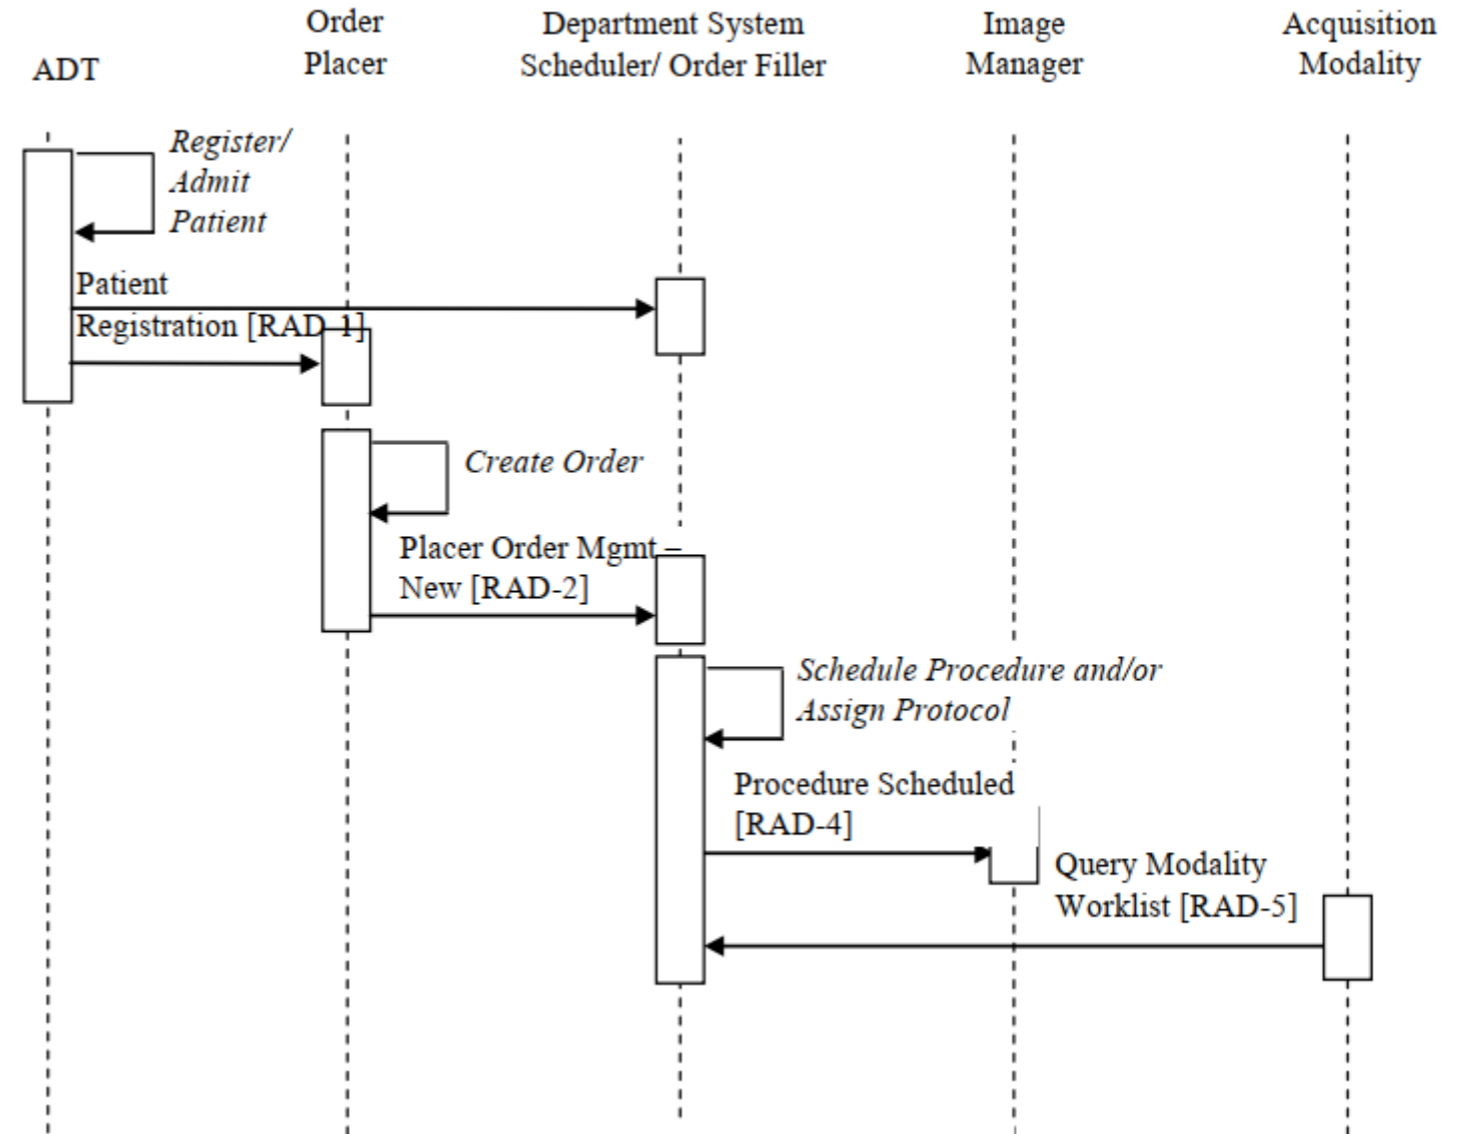 ADT
Order
Placer
Department System
Scheduler/ Order Filler
Image
Manager
Acquisition
Modality
Register/
Admit
Patient
Patient
Registration [RAD-1]
Create Order
Placer Order Mgmt –
New [RAD-2]
Schedule Procedure and/or
Assign Protocol
Procedure Scheduled
[RAD-4]
Query Modality
Worklist [RAD-5]